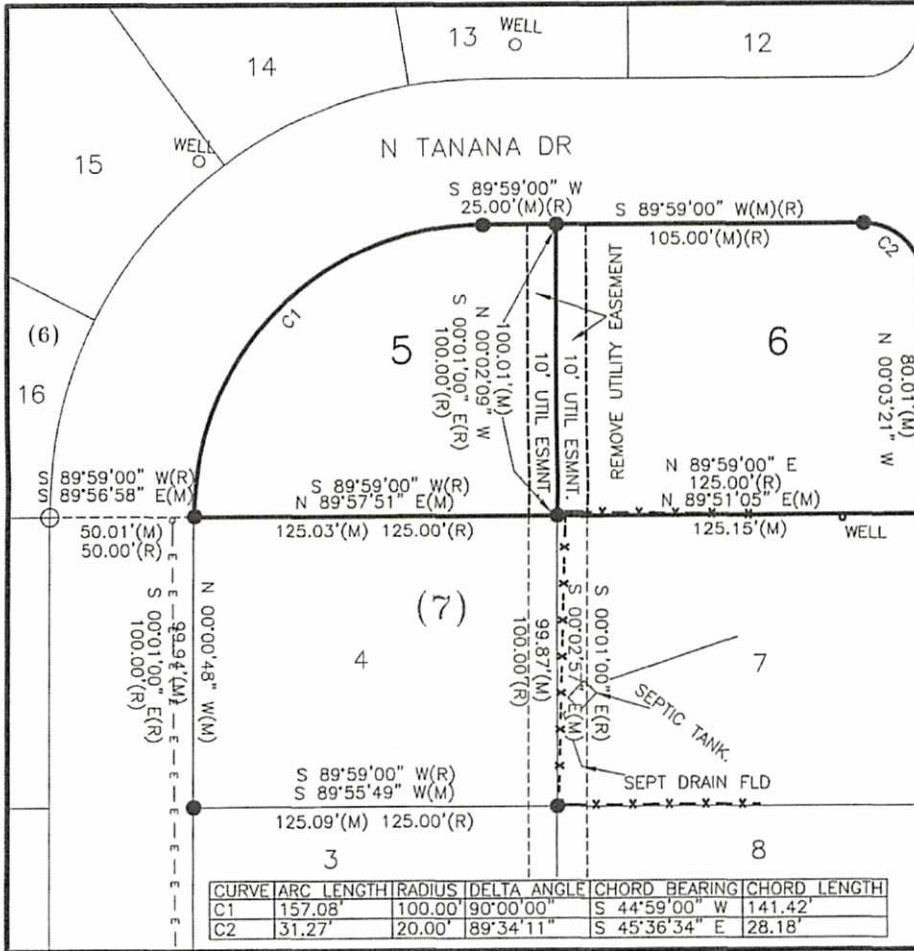 WELL
13
12
14
WELL
15
N TANANA DR
S 89°59'00" W
25.00'(M)(R)
S 89°59'00" W(M)(R)
105.00'(M)(R)
C2
C1
(6)
16
5
S 00°01'00" E(R)
100.00'(R)
N 00°02'09" W
100.01'(M)
10' UTIL ESMNT.
10' UTIL ESMNT.
REMOVE UTILITY EASEMENT
6
80.01'(M)
N 00°03'21" W
S 89°59'00" W(R)
S 89°56'58" E(M)
50.01'(M)
50.00'(R)
S 89°59'00" W(R)
N 89°57'51" E(M)
125.03'(M) 125.00'(R)
N 89°59'00" E
125.00'(R)
N 89°51'05" E(M)
125.15'(M)
WELL
N 00°00'48" W(M)
99.94'(M)
S 00°01'00" E(R)
100.00'(R)
(7)
4
99.87'(M)
100.00'(R)
S 00°01'00" E(R)
S 00°02'57" E(M)
7
SEPTIC TANK.
SEPT DRAIN FLD
S 89°59'00" W(R)
S 89°55'49" W(M)
125.09'(M) 125.00'(R)
3
8
CURVE ARC LENGTH RADIUS DELTA ANGLE CHORD BEARING CHORD LENGTH
C1 157.08' 100.00' 90°00'00" S 44°59'00" W 141.42'
C2 31.27' 20.00' 89°34'11" S 45°36'34" E 28.18'